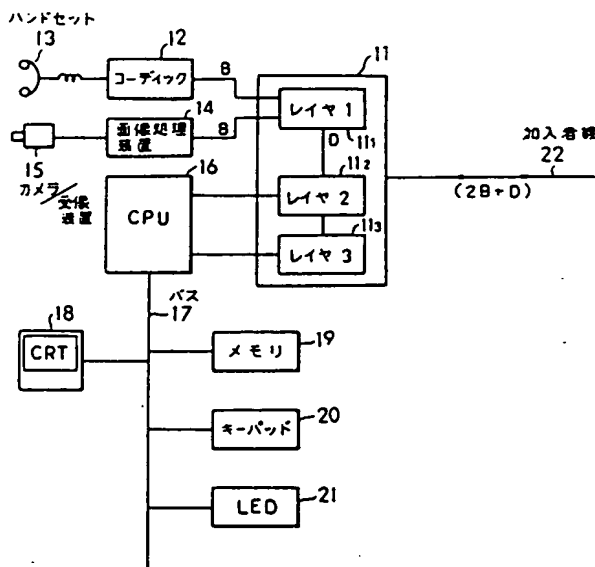 ハンドセット
13
12
コーディック
B
11
レイヤ 1
11₁
14
画像処理
装置
B
D
加入者線
22
(2B+D)
15
カメラ/受像
装置
16
CPU
11₂
レイヤ 2
11₃
レイヤ 3
バス
17
18
CRT
メモリ
19
キーパッド
20
LED
21